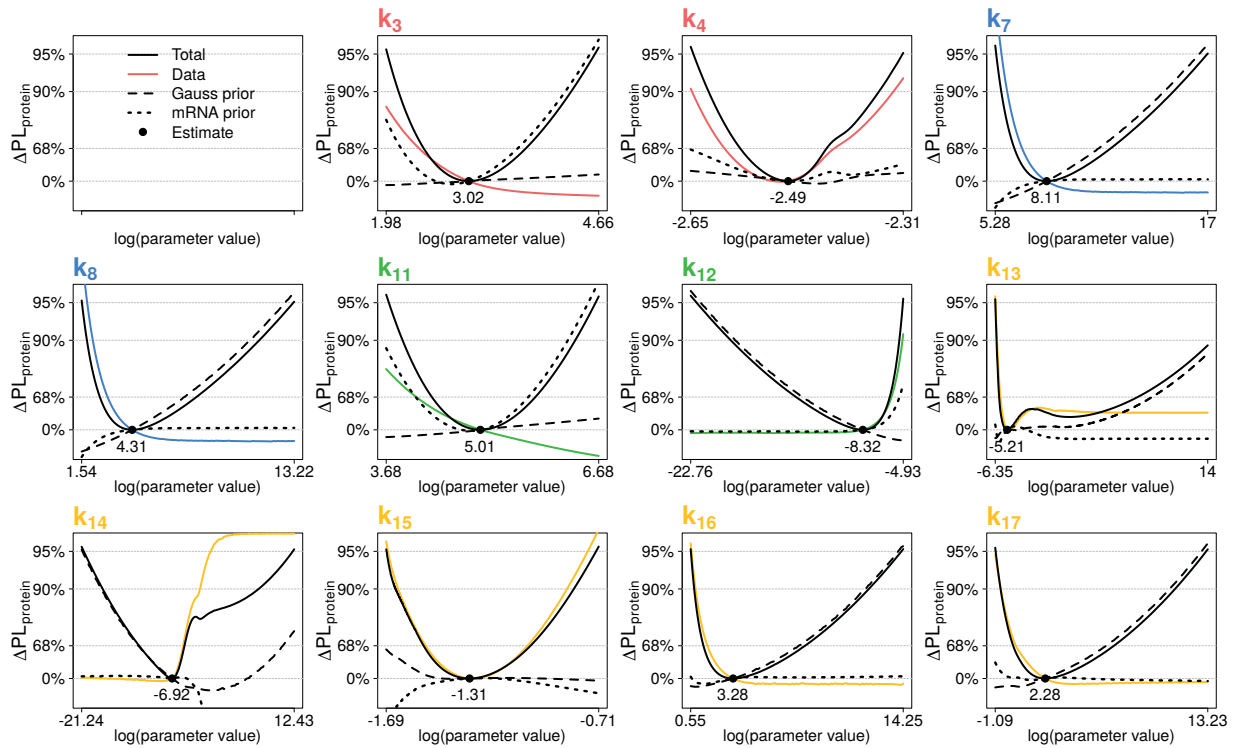 k3
k4
k7
95%
90%
68%
0%
ΔPLprotein
Total
Data
Gauss prior
mRNA prior
Estimate
log(parameter value)
95%
90%
68%
0%
ΔPLprotein
3.02
1.98
4.66
log(parameter value)
95%
90%
68%
0%
ΔPLprotein
-2.49
-2.65
-2.31
log(parameter value)
95%
90%
68%
0%
ΔPLprotein
8.11
5.28
17
log(parameter value)
k8
k11
k12
k13
95%
90%
68%
0%
ΔPLprotein
4.31
1.54
13.22
log(parameter value)
95%
90%
68%
0%
ΔPLprotein
5.01
3.68
6.68
log(parameter value)
95%
90%
68%
0%
ΔPLprotein
-8.32
-22.76
-4.93
log(parameter value)
95%
90%
68%
0%
ΔPLprotein
-5.21
-6.35
14
log(parameter value)
k14
k15
k16
k17
95%
90%
68%
0%
ΔPLprotein
-6.92
-21.24
12.43
log(parameter value)
95%
90%
68%
0%
ΔPLprotein
-1.31
-1.69
-0.71
log(parameter value)
95%
90%
68%
0%
ΔPLprotein
3.28
0.55
14.25
log(parameter value)
95%
90%
68%
0%
ΔPLprotein
2.28
-1.09
13.23
log(parameter value)